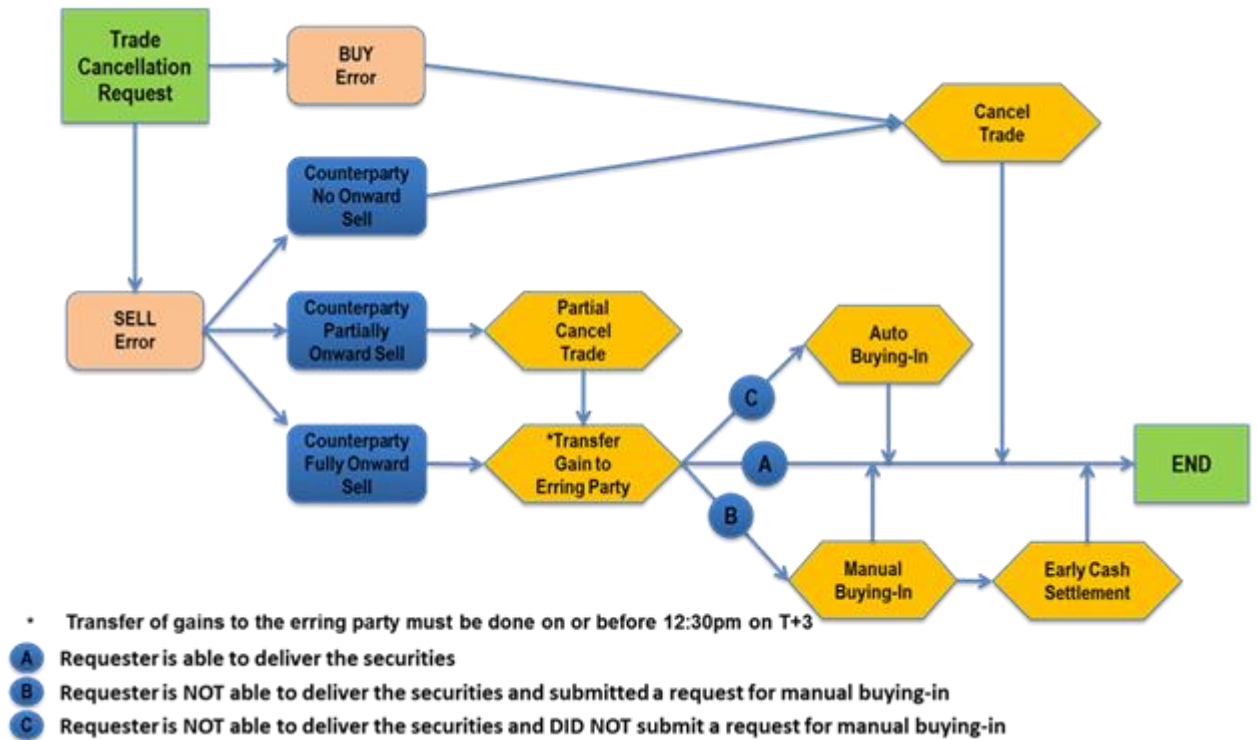 Trade
Cancellation
Request
BUY
Error
Cancel
Trade
Counterparty
No Onward
Sell
SELL
Error
Counterparty
Partially
Onward Sell
Partial
Cancel
Trade
Auto
Buying-In
C
Counterparty
Fully Onward
Sell
*Transfer
Gain to
Erring Party
A
END
B
Manual
Buying-In
Early Cash
Settlement
* Transfer of gains to the erring party must be done on or before 12:30pm on T+3
A Requester is able to deliver the securities
B Requester is NOT able to deliver the securities and submitted a request for manual buying-in
C Requester is NOT able to deliver the securities and DID NOT submit a request for manual buying-in